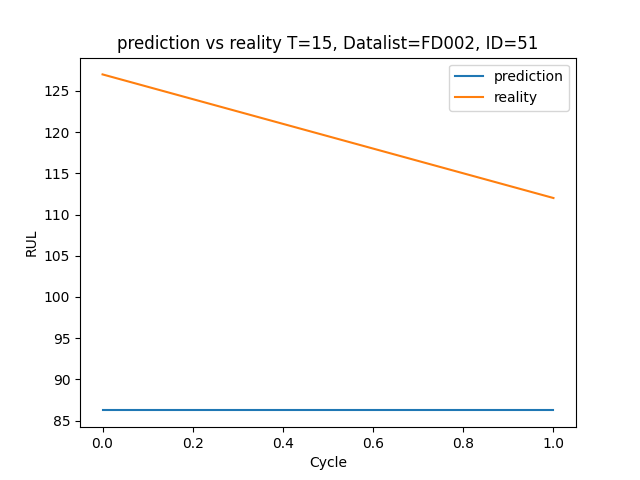 prediction vs reality T=15, Datalist=FD002, ID=51
prediction
reality
125
120
115
110
105
100
95
90
85
RUL
0.0 0.2 0.4 0.6 0.8 1.0
Cycle